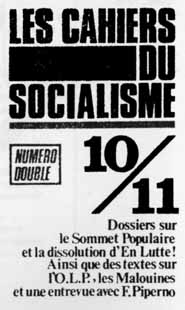 LES CAHIERS
DU
SOCIALISME
NUMERO
DOUBLE
10/11
Dossiers sur
le Sommet Populaire
et la dissolution d'En Lutte!
Ainsi que des textes sur
l'O.L.P., les Malouines
et une entrevue avec F. Piperno